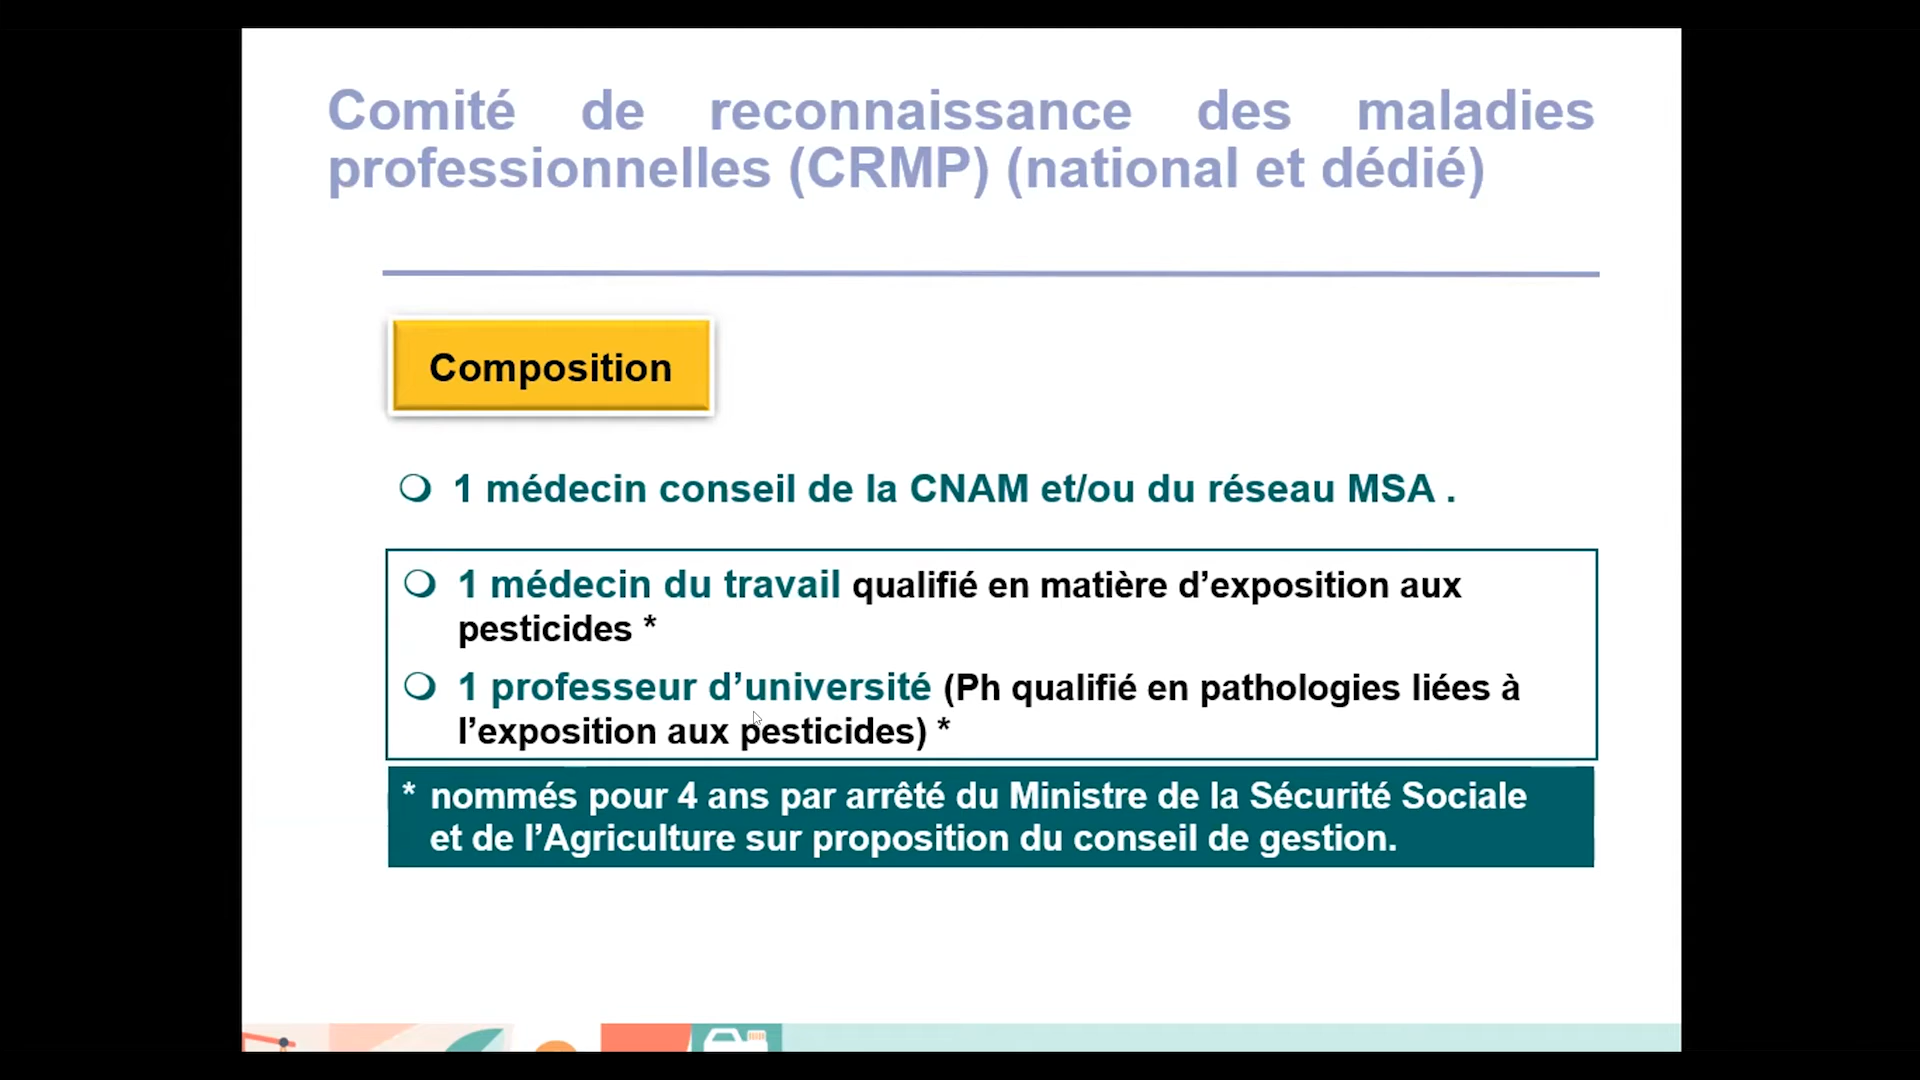 Comité de reconnaissance des maladies
professionnelles (CRMP) (national et dédié)
Composition
1 médecin conseil de la CNAM et/ou du réseau MSA .
1 médecin du travail qualifié en matière d’exposition aux
pesticides *
1 professeur d’université (Ph qualifié en pathologies liées à
l’exposition aux pesticides) *
* nommés pour 4 ans par arrêté du Ministre de la Sécurité Sociale
et de l’Agriculture sur proposition du conseil de gestion.